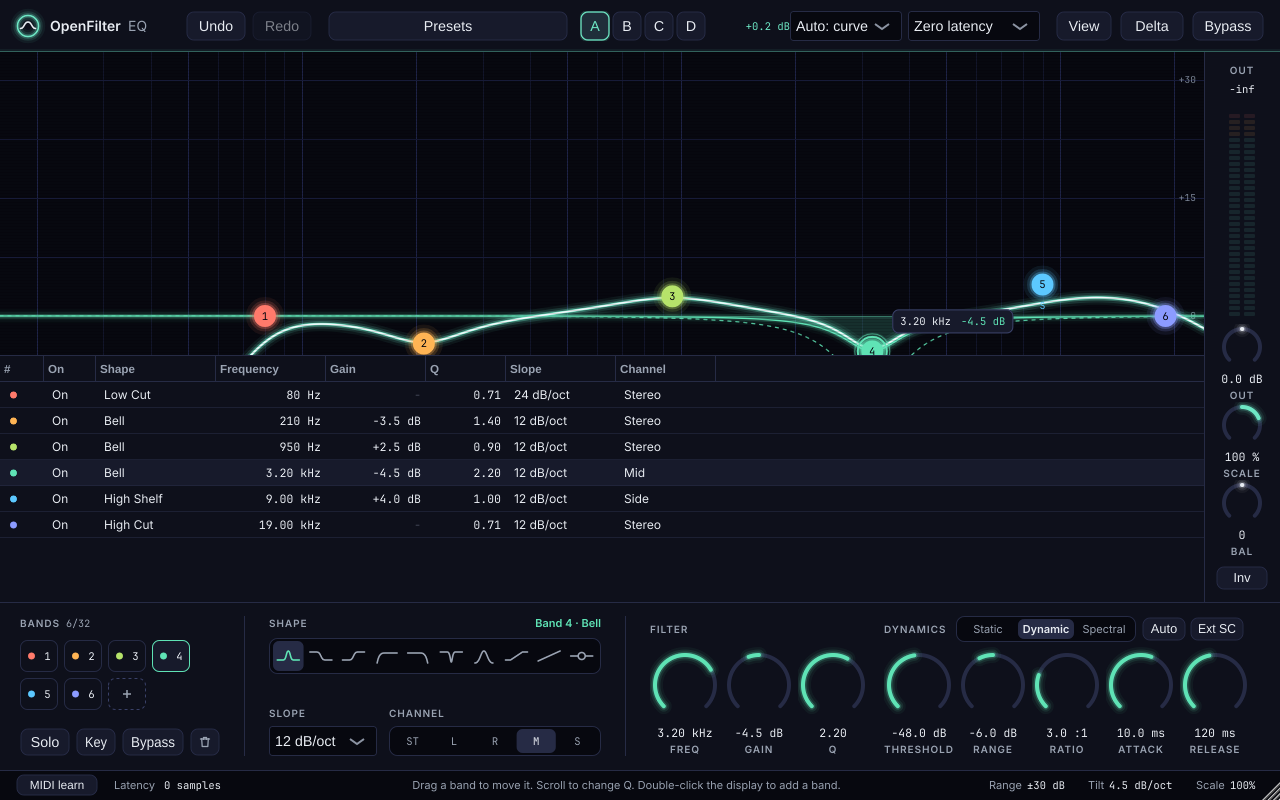 OpenFilter EQ Undo Redo Presets A B C D +0.2 dB Auto: curve Zero latency View Delta Bypass
OUT
-inf
+30
+15
0
1 2 3 4 5 6
5
3.20 kHz -4.5 dB
# On Shape Frequency Gain Q Slope Channel
On Low Cut 80 Hz - 0.71 24 dB/oct Stereo
On Bell 210 Hz -3.5 dB 1.40 12 dB/oct Stereo
On Bell 950 Hz +2.5 dB 0.90 12 dB/oct Stereo
On Bell 3.20 kHz -4.5 dB 2.20 12 dB/oct Mid
On High Shelf 9.00 kHz +4.0 dB 1.00 12 dB/oct Side
On High Cut 19.00 kHz - 0.71 12 dB/oct Stereo
0.0 dB
OUT
100 %
SCALE
0
BAL
Inv
BANDS 6/32
1 2 3 4
5 6 +
Solo Key Bypass
SHAPE Band 4 · Bell
SLOPE CHANNEL
12 dB/oct ST L R M S
FILTER
3.20 kHz -4.5 dB 2.20
FREQ GAIN Q
DYNAMICS Static Dynamic Spectral Auto Ext SC
-48.0 dB -6.0 dB 3.0 :1 10.0 ms 120 ms
THRESHOLD RANGE RATIO ATTACK RELEASE
MIDI learn Latency 0 samples Drag a band to move it. Scroll to change Q. Double-click the display to add a band. Range ±30 dB Tilt 4.5 dB/oct Scale 100%